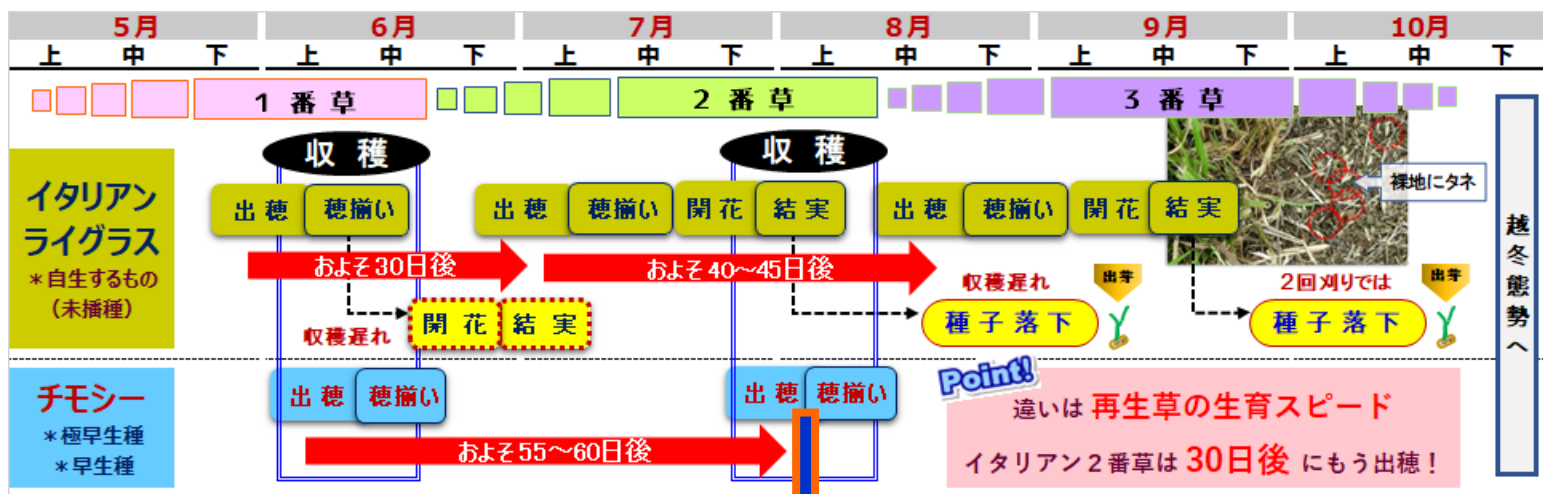 5月 6月 7月 8月 9月 10月
上 中 下 上 中 下 上 中 下 上 中 下 上 中 下 上 中 下
1番草 2番草 3番草
収穫 収穫
イタリアン
ライグラス
*自生するもの
(未播種)
出穂 穂揃い 出穂 穂揃い 開花 結実 出穂 穂揃い 開花 結実
裸地にタネ
およそ30日後 およそ40～45日後
収穫遅れ 開花 結実
収穫遅れ 出芽
種子落下
2回刈りでは 出芽
種子落下
越冬態勢へ
チモシー
*極早生種
*早生種
出穂 穂揃い 出穂 穂揃い
およそ55～60日後
Point!
違いは 再生草の生育スピード
イタリアン2番草は 30日後 にもう出穂！